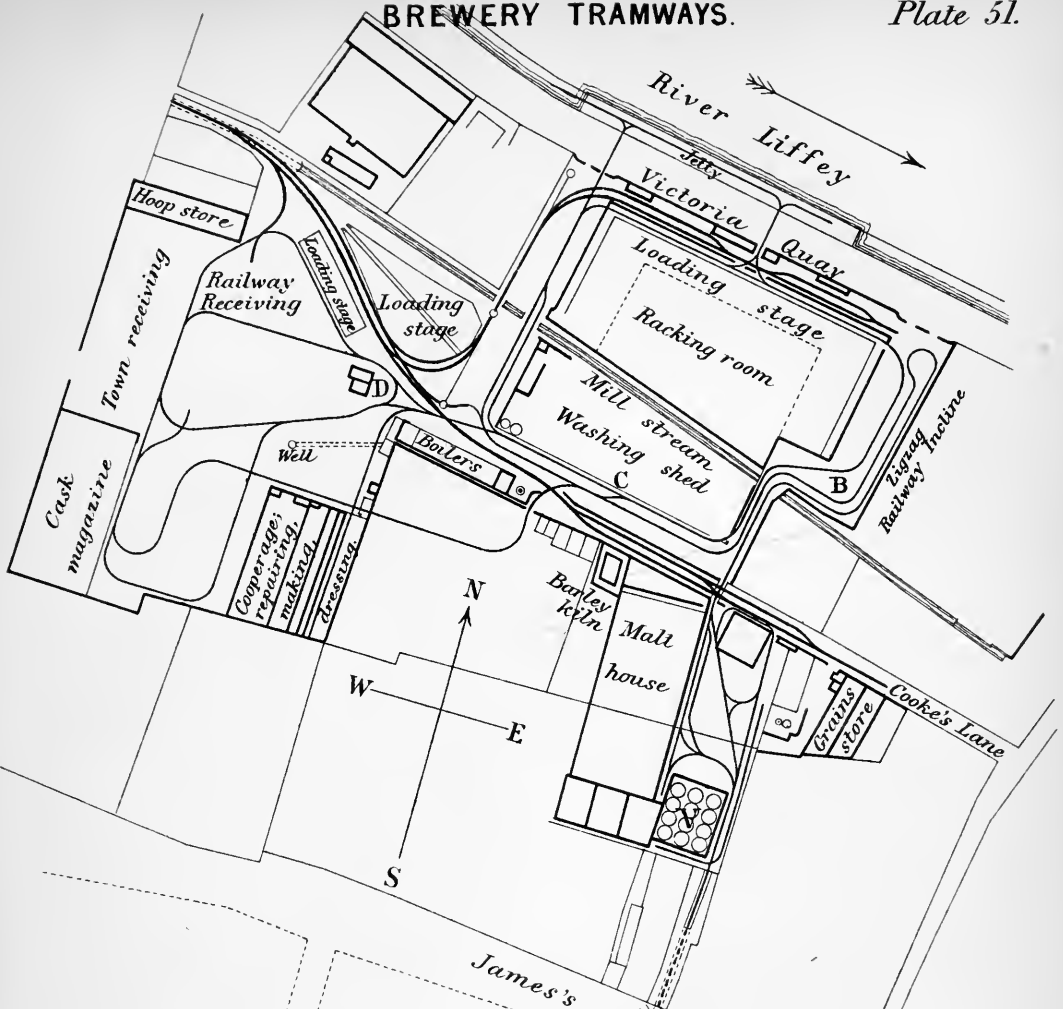 BREWERY TRAMWAYS.
Plate 51.
River Liffey
Jetty
Victoria Quay
Hoop store
Town receiving
Railway
Receiving
Loading stage
Loading
stage
Loading stage
Racking room
Mill stream
Washing shed
Zigzag
Railway Incline
B
C
D
Boilers
Well
Cask
magazine
Cooperage;
repairing,
making,
dressing.
Barley
kiln
Malt
house
N
W
E
S
V
Grains
store
Cooke's Lane
James's